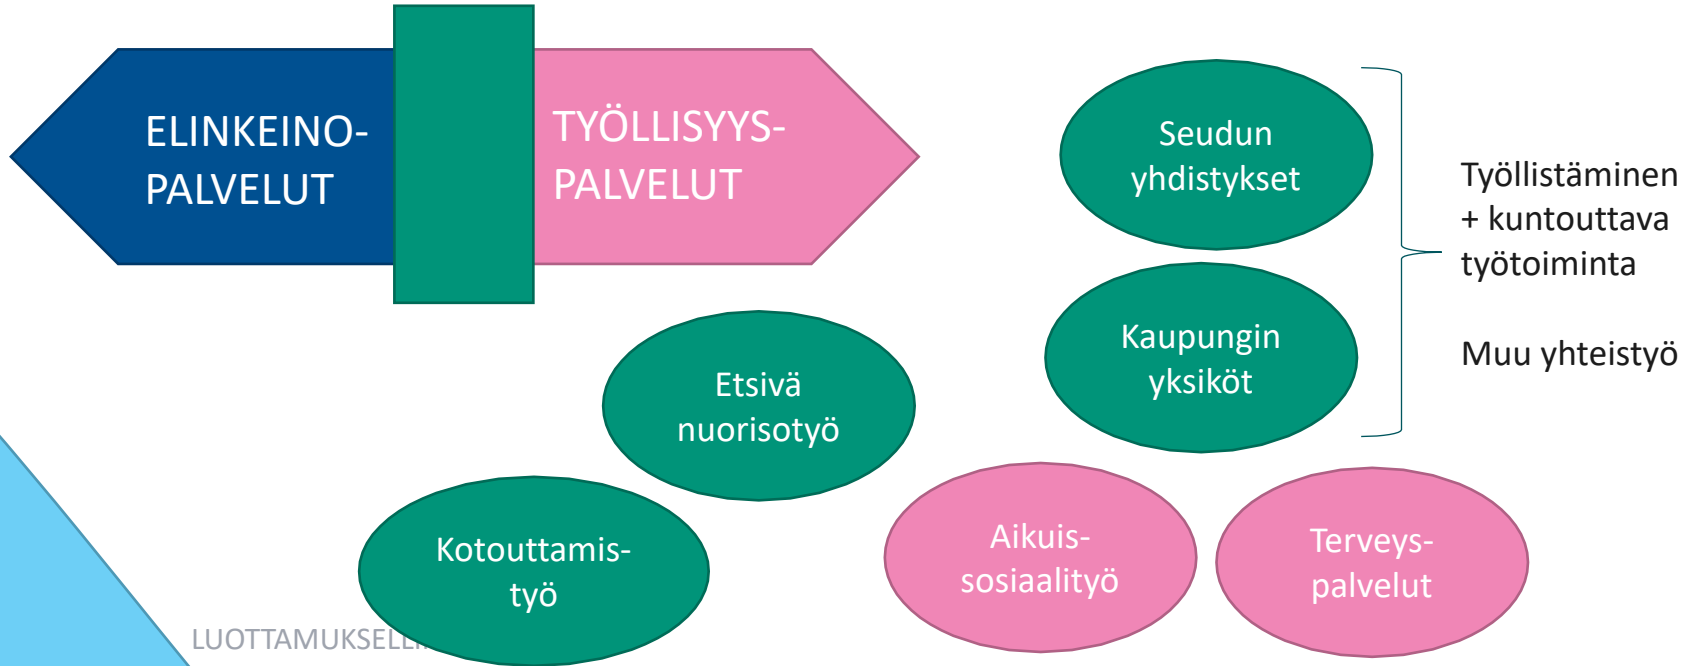 ELINKEINO-
PALVELUT
TYÖLLISYYS-
PALVELUT
Seudun
yhdistykset
Työllistäminen
+ kuntouttava
työtoiminta
Muu yhteistyö
Kaupungin
yksiköt
Etsivä
nuorisotyö
Kotouttamis-
työ
Aikuis-
sosiaalityö
Terveys-
palvelut